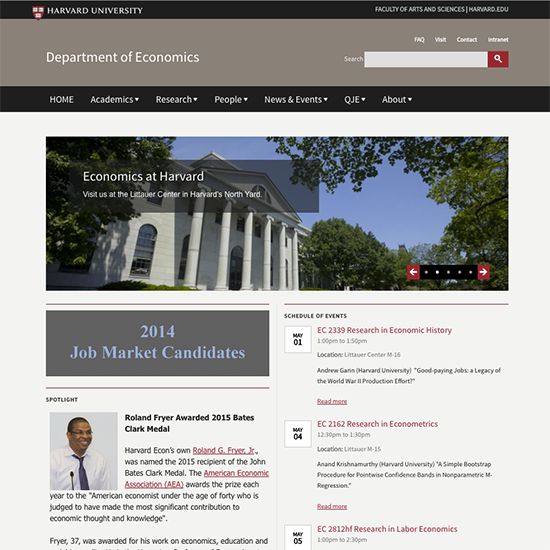 HARVARD UNIVERSITY
FACULTY OF ARTS AND SCIENCES | HARVARD.EDU
FAQ Visit Contact Intranet
Department of Economics
Search
HOME Academics Research People News & Events QJE About
Economics at Harvard
Visit us at the Littauer Center in Harvard's North Yard.
2014
Job Market Candidates
SPOTLIGHT
Roland Fryer Awarded 2015 Bates
Clark Medal
Harvard Econ's own Roland G. Fryer, Jr.,
was named the 2015 recipient of the John
Bates Clark Medal. The American Economic
Association (AEA) awards the prize each
year to the "American economist under the age of forty who is
judged to have made the most significant contribution to
economic thought and knowledge".
Fryer, 37, was awarded for his work on economics, education and
SCHEDULE OF EVENTS
MAY
01
EC 2339 Research in Economic History
1:00pm to 1:50pm
Location: Littauer Center M-16
Andrew Garin (Harvard University) "Good-paying Jobs: a Legacy of
the World War II Production Effort?"
Read more
MAY
04
EC 2162 Research in Econometrics
12:30pm to 1:30pm
Location: Littauer M-15
Anand Krishnamurthy (Harvard University) "A Simple Bootstrap
Procedure for Pointwise Confidence Bands in Nonparametric M-
Regression."
Read more
MAY
05
EC 2812hf Research in Labor Economics
1:00pm to 2:30pm